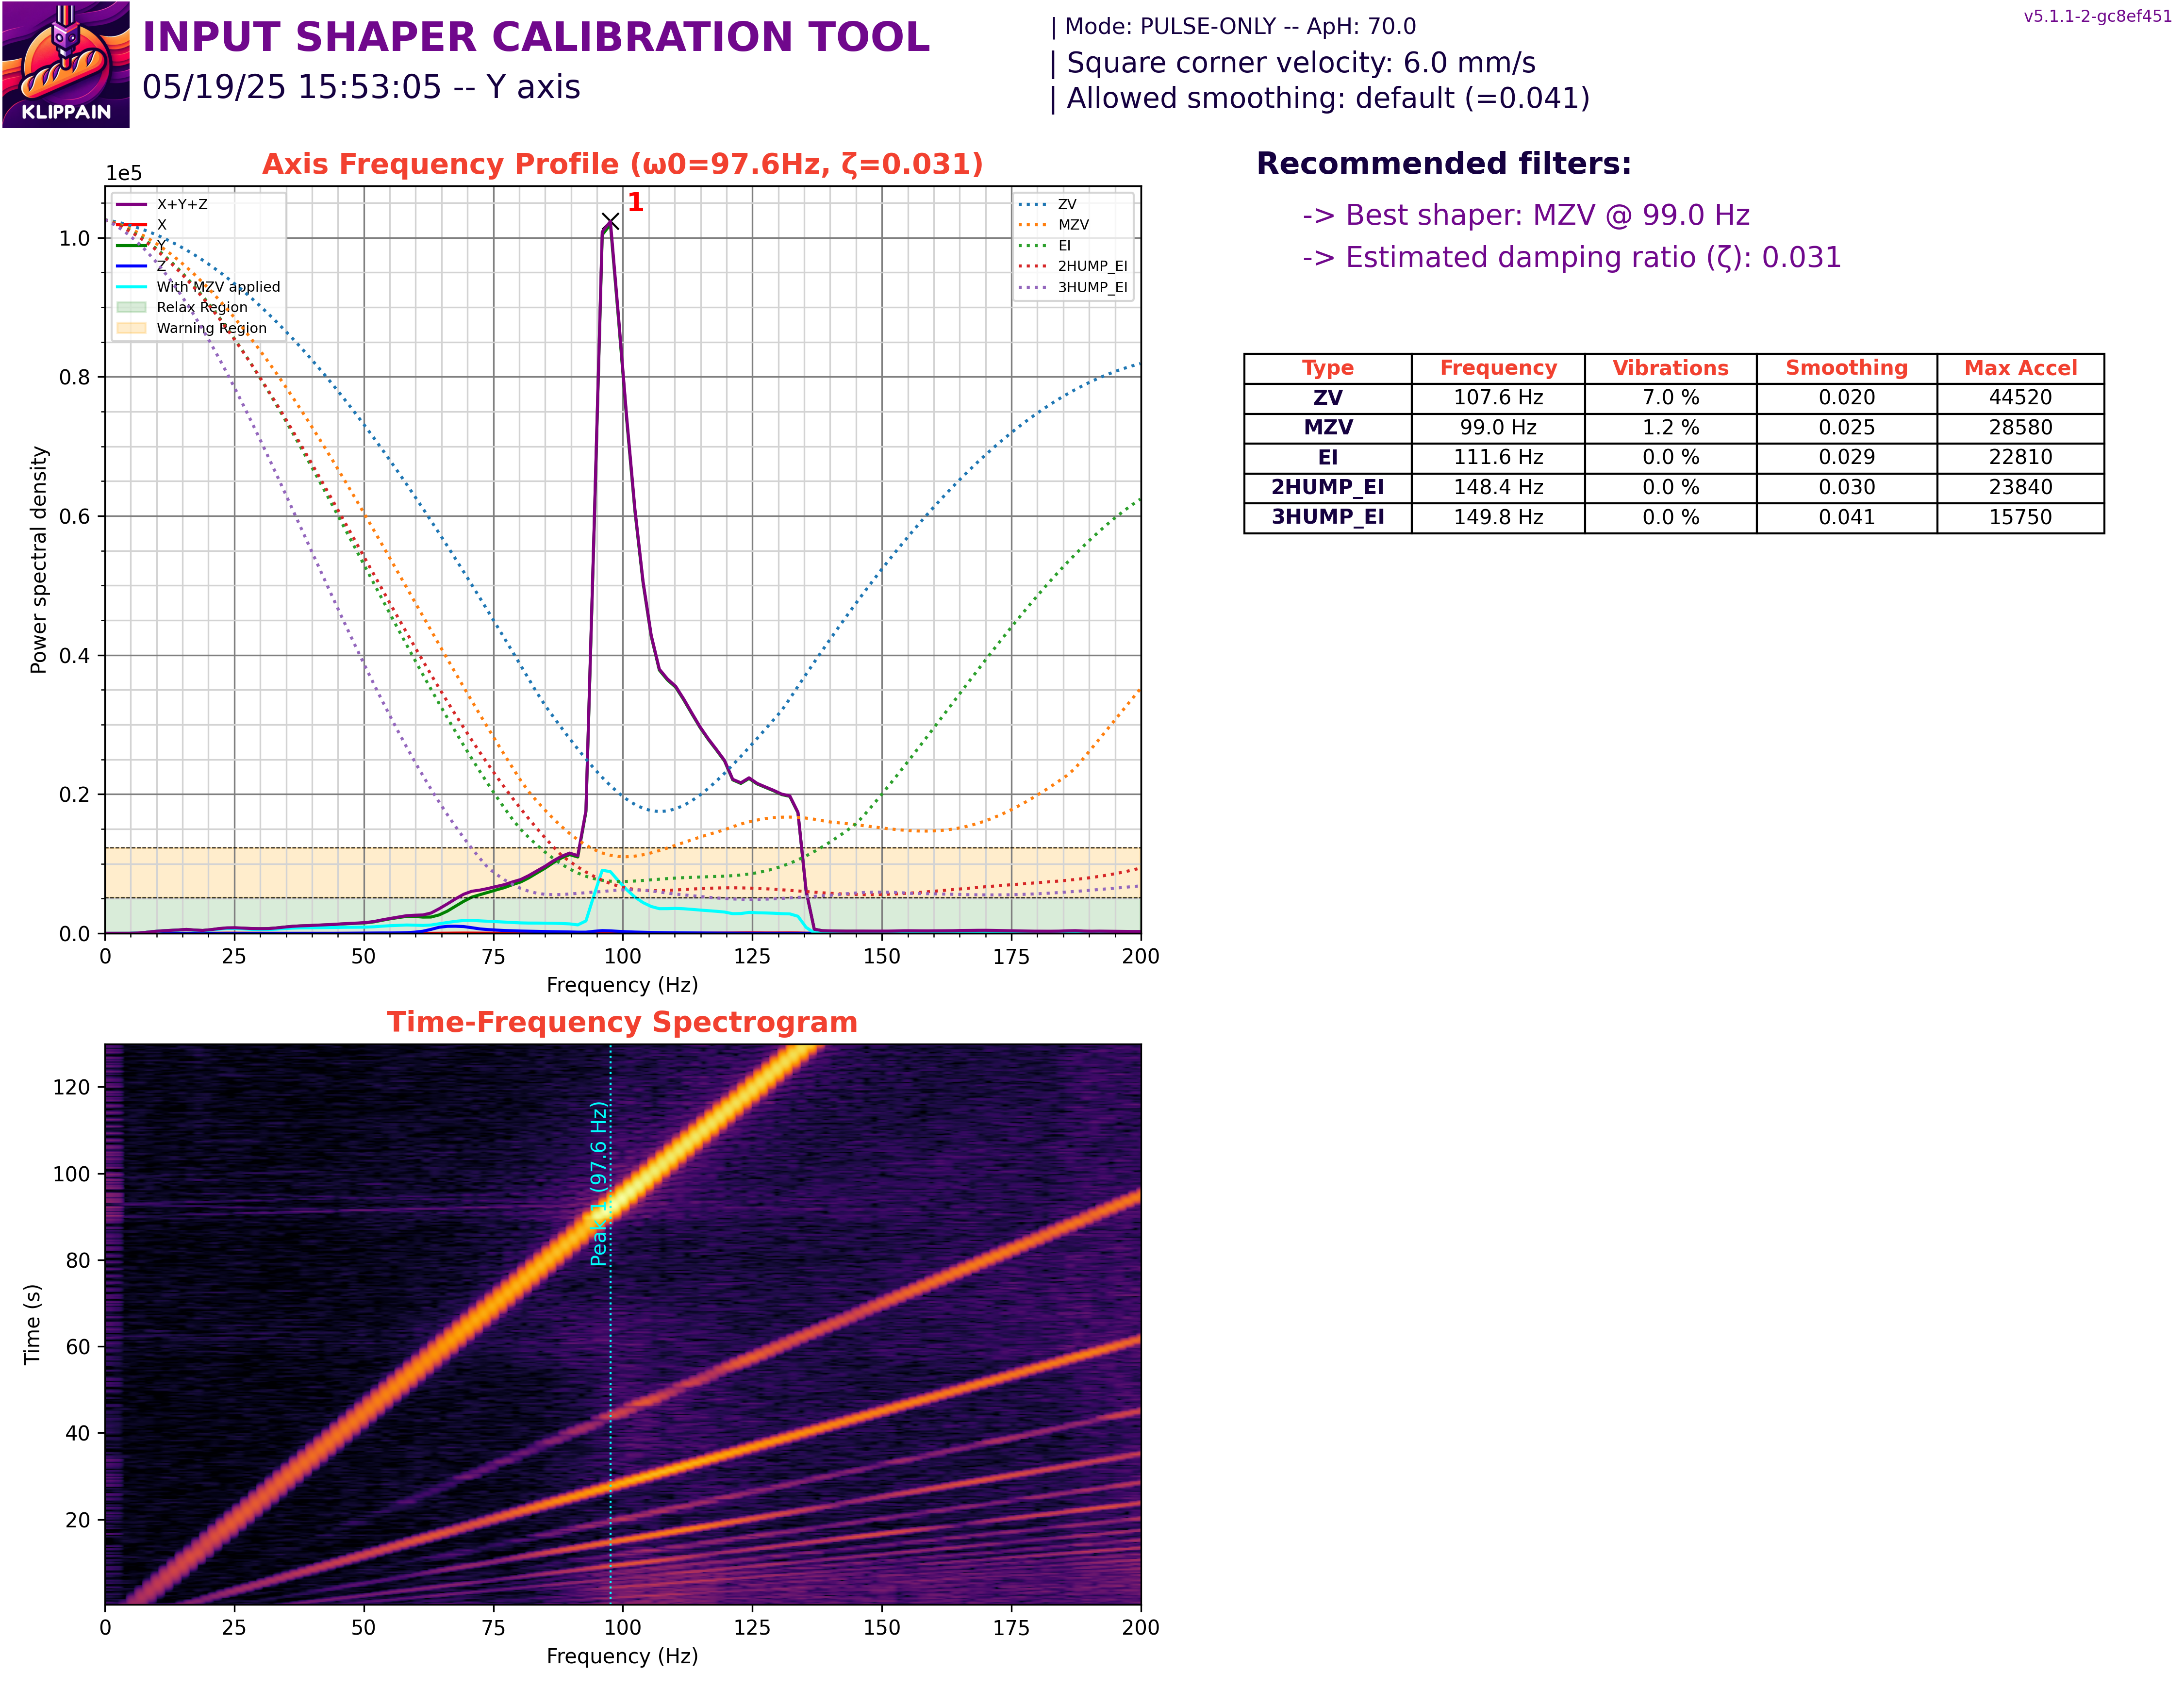 KLIPPAIN
INPUT SHAPER CALIBRATION TOOL
05/19/25 15:53:05 -- Y axis
| Mode: PULSE-ONLY -- ApH: 70.0
| Square corner velocity: 6.0 mm/s
| Allowed smoothing: default (=0.041)
v5.1.1-2-gc8ef451
Axis Frequency Profile (ω0=97.6Hz, ζ=0.031)
1e5
X+Y+Z
X
Y
Z
With MZV applied
Relax Region
Warning Region
1
ZV
MZV
EI
2HUMP_EI
3HUMP_EI
Power spectral density
1.0
0.8
0.6
0.4
0.2
0.0
0 25 50 75 100 125 150 175 200
Frequency (Hz)
Recommended filters:
-> Best shaper: MZV @ 99.0 Hz
-> Estimated damping ratio (ζ): 0.031
Type Frequency Vibrations Smoothing Max Accel
ZV 107.6 Hz 7.0 % 0.020 44520
MZV 99.0 Hz 1.2 % 0.025 28580
EI 111.6 Hz 0.0 % 0.029 22810
2HUMP_EI 148.4 Hz 0.0 % 0.030 23840
3HUMP_EI 149.8 Hz 0.0 % 0.041 15750
Time-Frequency Spectrogram
Time (s)
120
100
80
60
40
20
Peak 1 (97.6 Hz)
0 25 50 75 100 125 150 175 200
Frequency (Hz)